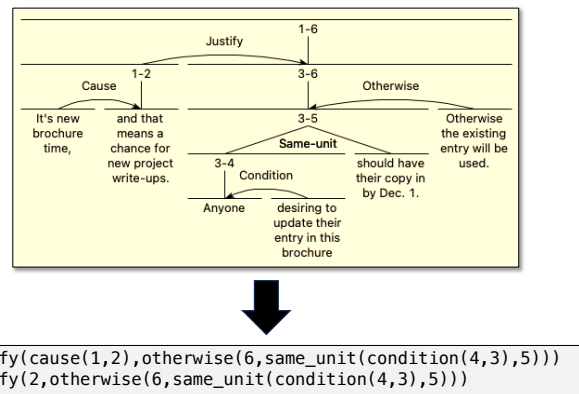 1-6
Justify
1-2
3-6
Cause
Otherwise
It's new
brochure
time,
and that
means a
chance for
new project
write-ups.
3-5
Same-unit
Otherwise
the existing
entry will be
used.
3-4
Condition
should have
their copy in
by Dec. 1.
Anyone
desiring to
update their
entry in this
brochure
fy(cause(1,2),otherwise(6,same_unit(condition(4,3),5)))
fy(2,otherwise(6,same_unit(condition(4,3),5)))